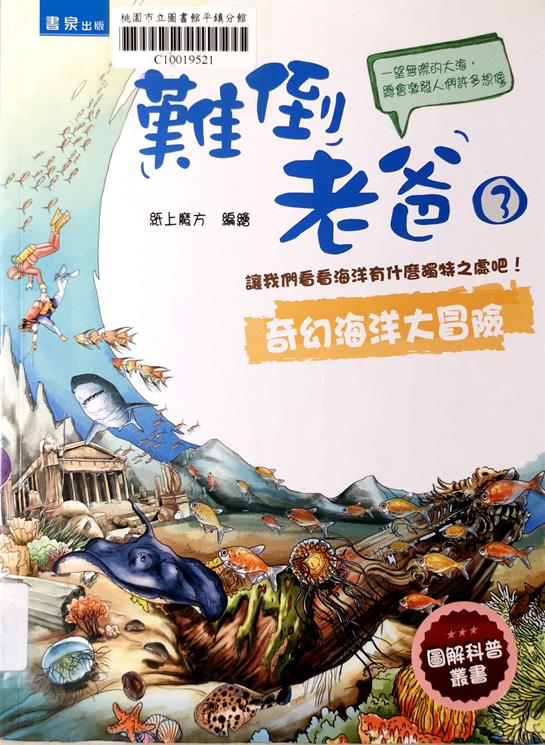 書泉出版
桃園市立圖書館平鎮分館
C10019521
一望無際的大海，
總會激發人們許多想像
難倒
老爸 3
紙上魔方 編繪
讓我們看看海洋有什麼獨特之處吧！
奇幻海洋大冒險
圖解科普
叢書